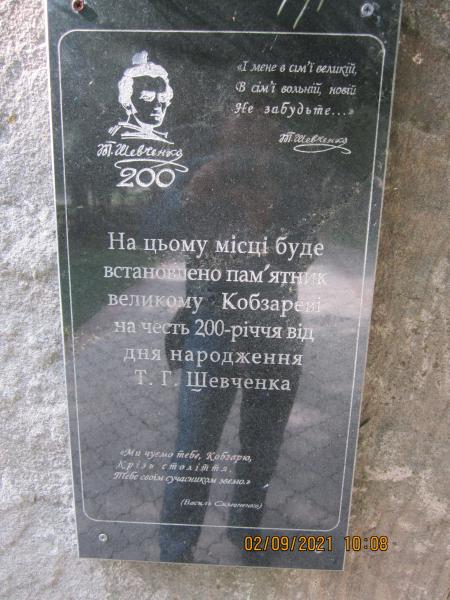 Т. Шевченко
200
«І мене в сім'ї великій,
В сім'ї вольній, новій
Не забудьте...»
Т. Шевченко
На цьому місці буде
встановлено пам'ятник
великому Кобзареві
на честь 200-річчя від
дня народження
Т. Г. Шевченка
«Ми чуємо тебе, Кобзарю,
Крізь століття,
Тебе своїм сучасником звемо.»
(Василь Симоненко)
02/09/2021 10:08